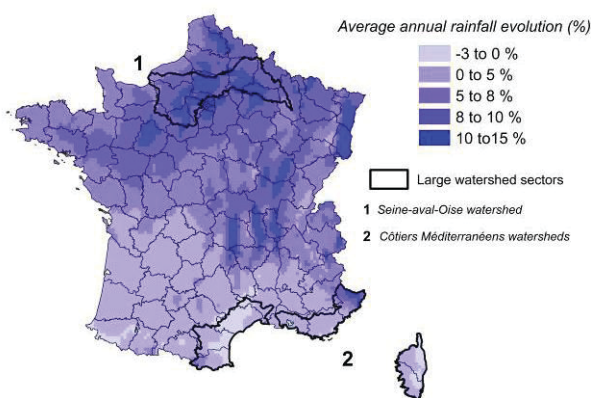 Average annual rainfall evolution (%)
-3 to 0 %
0 to 5 %
5 to 8 %
8 to 10 %
10 to15 %
Large watershed sectors
1 Seine-aval-Oise watershed
2 Côtiers Méditerranéens watersheds
1
2